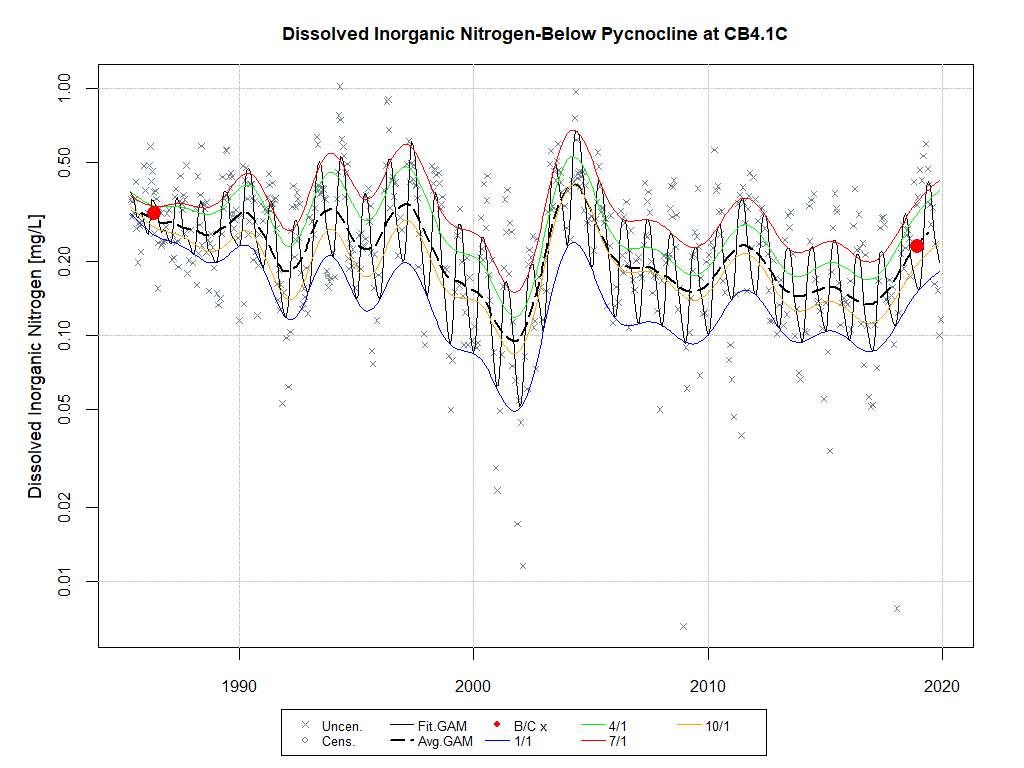 Dissolved Inorganic Nitrogen-Below Pycnocline at CB4.1C
Dissolved Inorganic Nitrogen [mg/L]
1.00
0.50
0.20
0.10
0.05
0.02
0.01
1990 2000 2010 2020
Uncen. Fit.GAM B/C x 4/1 10/1
Cens. Avg.GAM 1/1 7/1